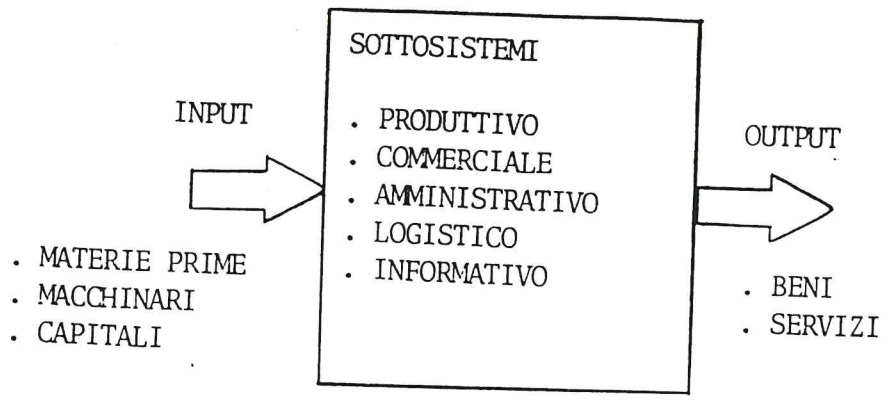 INPUT
. MATERIE PRIME
. MACCHINARI
. CAPITALI
SOTTOSISTEMI
. PRODUTTIVO
. COMMERCIALE
. AMMINISTRATIVO
. LOGISTICO
. INFORMATIVO
OUTPUT
. BENI
. SERVIZI